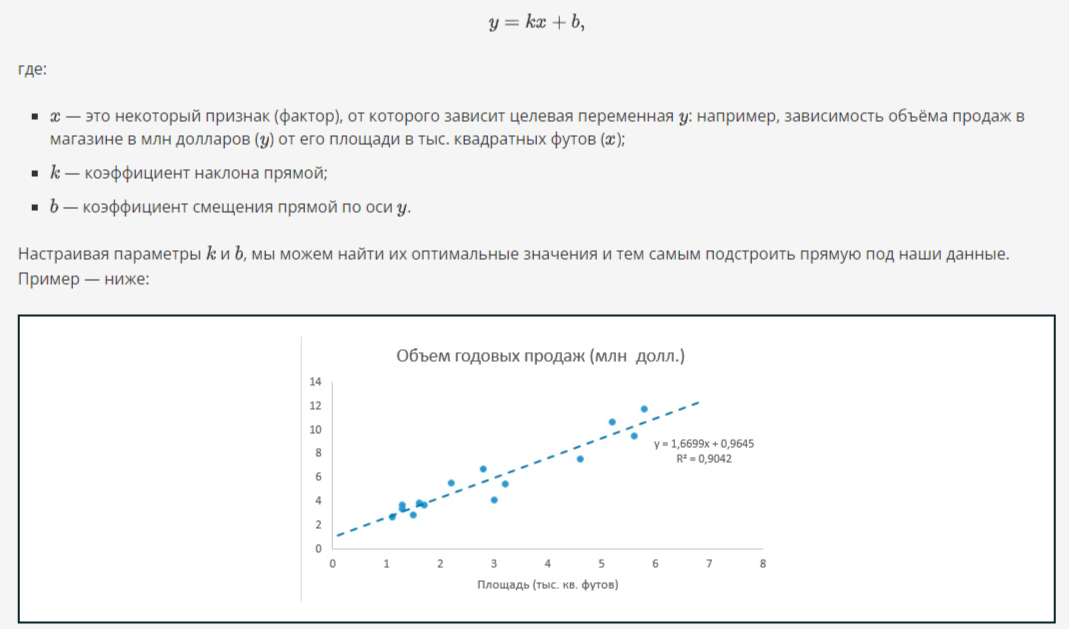 y = kx + b,
где:
▪ x — это некоторый признак (фактор), от которого зависит целевая переменная y: например, зависимость объёма продаж в
магазине в млн долларов (y) от его площади в тыс. квадратных футов (x);
▪ k — коэффициент наклона прямой;
▪ b — коэффициент смещения прямой по оси y.
Настраивая параметры k и b, мы можем найти их оптимальные значения и тем самым подстроить прямую под наши данные.
Пример — ниже:
Объем годовых продаж (млн долл.)
14
12
10
8
6
4
2
0
y = 1,6699x + 0,9645
R² = 0,9042
0 1 2 3 4 5 6 7 8
Площадь (тыс. кв. футов)